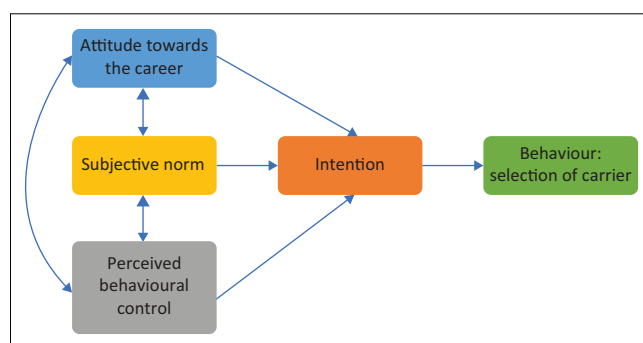 Attitude towards
the career
Subjective norm
Intention
Behaviour:
selection of carrier
Perceived
behavioural
control